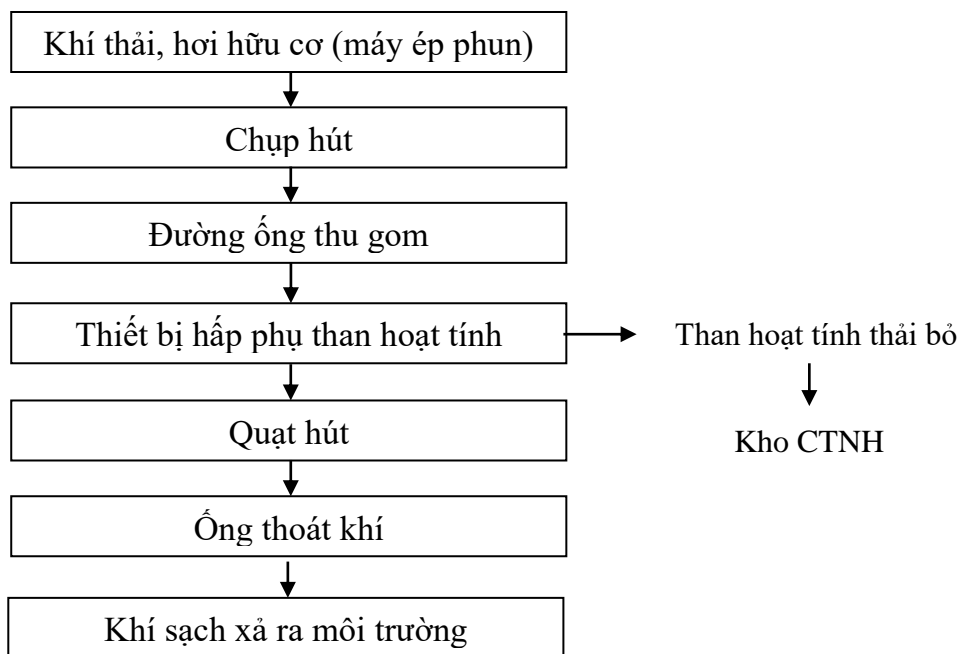 Khí thải, hơi hữu cơ (máy ép phun)
Chụp hút
Đường ống thu gom
Thiết bị hấp phụ than hoạt tính
Than hoạt tính thải bỏ
Quạt hút
Kho CTNH
Ống thoát khí
Khí sạch xả ra môi trường